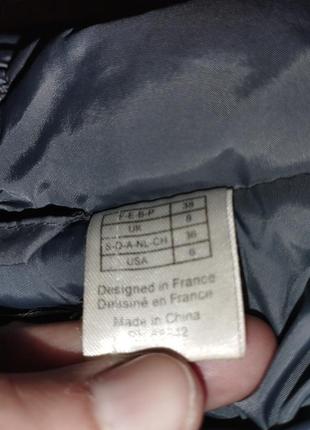 F-E-B-P 38
UK 8
S-D-A-NL-CH 36
USA 6
Designed in France
Dessiné en France
Made in China